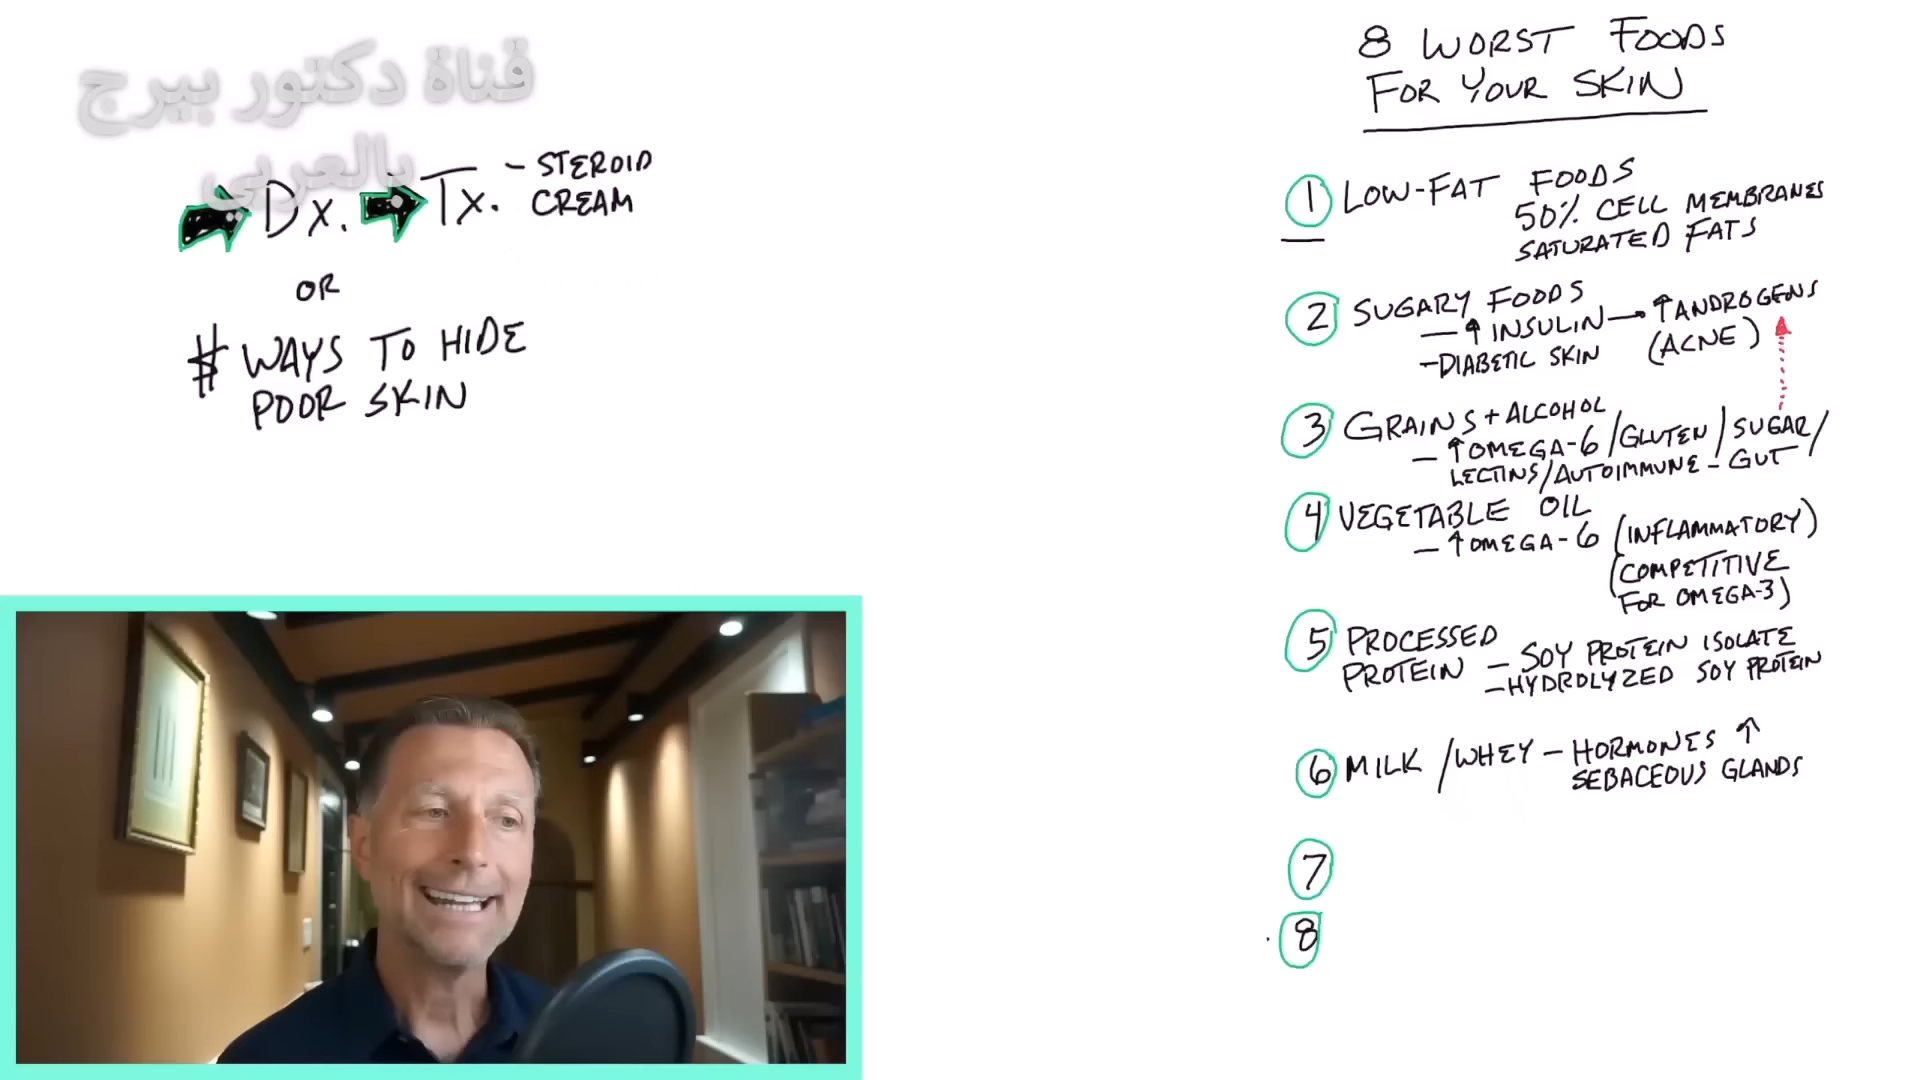 قناة دكتور بيرج
بالعربي
DX. TX. - STEROID
CREAM
OR
# WAYS TO HIDE
POOR SKIN
8 WORST FOODS
FOR YOUR SKIN
1 LOW-FAT FOODS
50% CELL MEMBRANES
SATURATED FATS
2 SUGARY FOODS
- ↑ INSULIN → ↑ ANDROGENS
- DIABETIC SKIN (ACNE)
3 GRAINS + ALCOHOL
- ↑ OMEGA-6 / GLUTEN / SUGAR /
LECTINS / AUTOIMMUNE - GUT /
4 VEGETABLE OIL
- ↑ OMEGA-6 (INFLAMMATORY)
(COMPETITIVE
FOR OMEGA-3)
5 PROCESSED
PROTEIN - SOY PROTEIN ISOLATE
- HYDROLYZED SOY PROTEIN
6 MILK / WHEY - HORMONES ↑
SEBACEOUS GLANDS
7
8